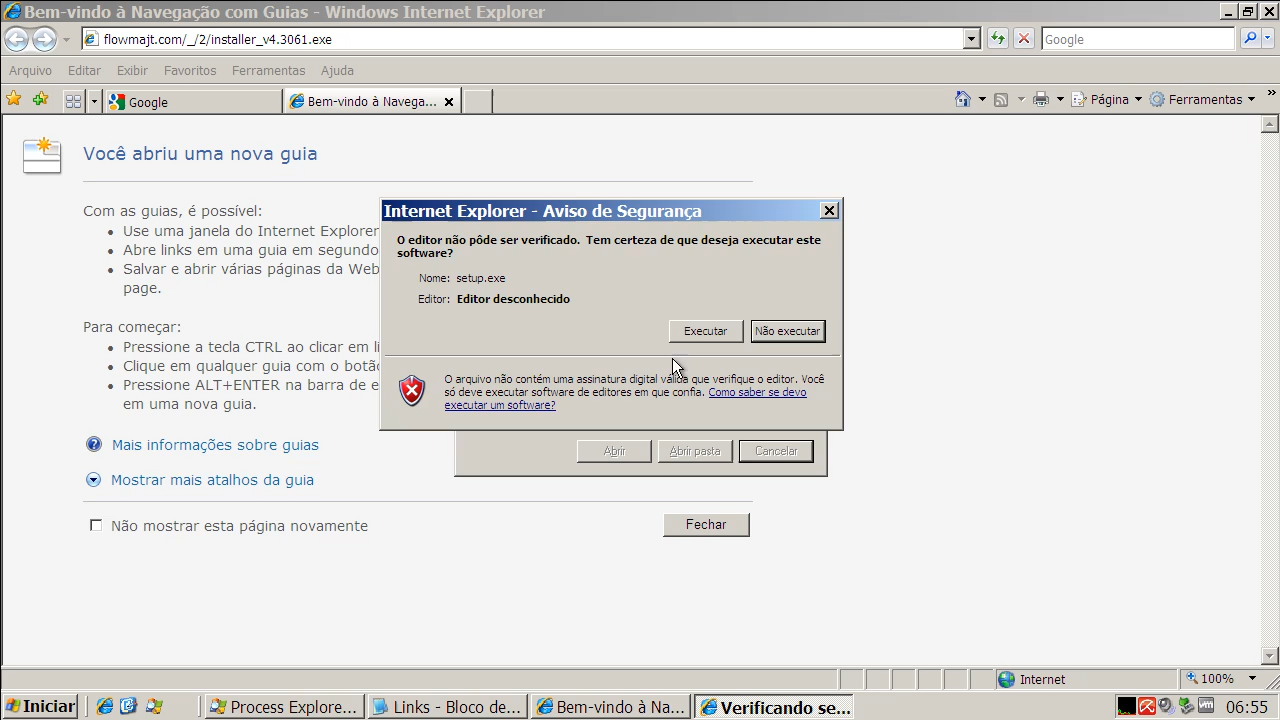 Bem-vindo à Navegação com Guias - Windows Internet Explorer
flowmajt.com/_/2/installer_v4.3061.exe
Google
Arquivo Editar Exibir Favoritos Ferramentas Ajuda
Google
Bem-vindo à Navega...
Página
Ferramentas
Você abriu uma nova guia
Com as guias, é possível:
Use uma janela do Internet Explorer
Abre links em uma guia em segundo
Salvar e abrir várias páginas da Web
page.
Para começar:
Pressione a tecla CTRL ao clicar em li
Clique em qualquer guia com o botão
Pressione ALT+ENTER na barra de e
em uma nova guia.
Mais informações sobre guias
Mostrar mais atalhos da guia
Não mostrar esta página novamente
Fechar
Internet Explorer - Aviso de Segurança
O editor não pôde ser verificado. Tem certeza de que deseja executar este
software?
Nome: setup.exe
Editor: Editor desconhecido
Executar
Não executar
O arquivo não contém uma assinatura digital válida que verifique o editor. Você
só deve executar software de editores em que confia. Como saber se devo
executar um software?
Abrir
Abrir pasta
Cancelar
Internet
100%
Iniciar
Process Explore...
Links - Bloco de...
Bem-vindo à Na...
Verificando se...
06:55